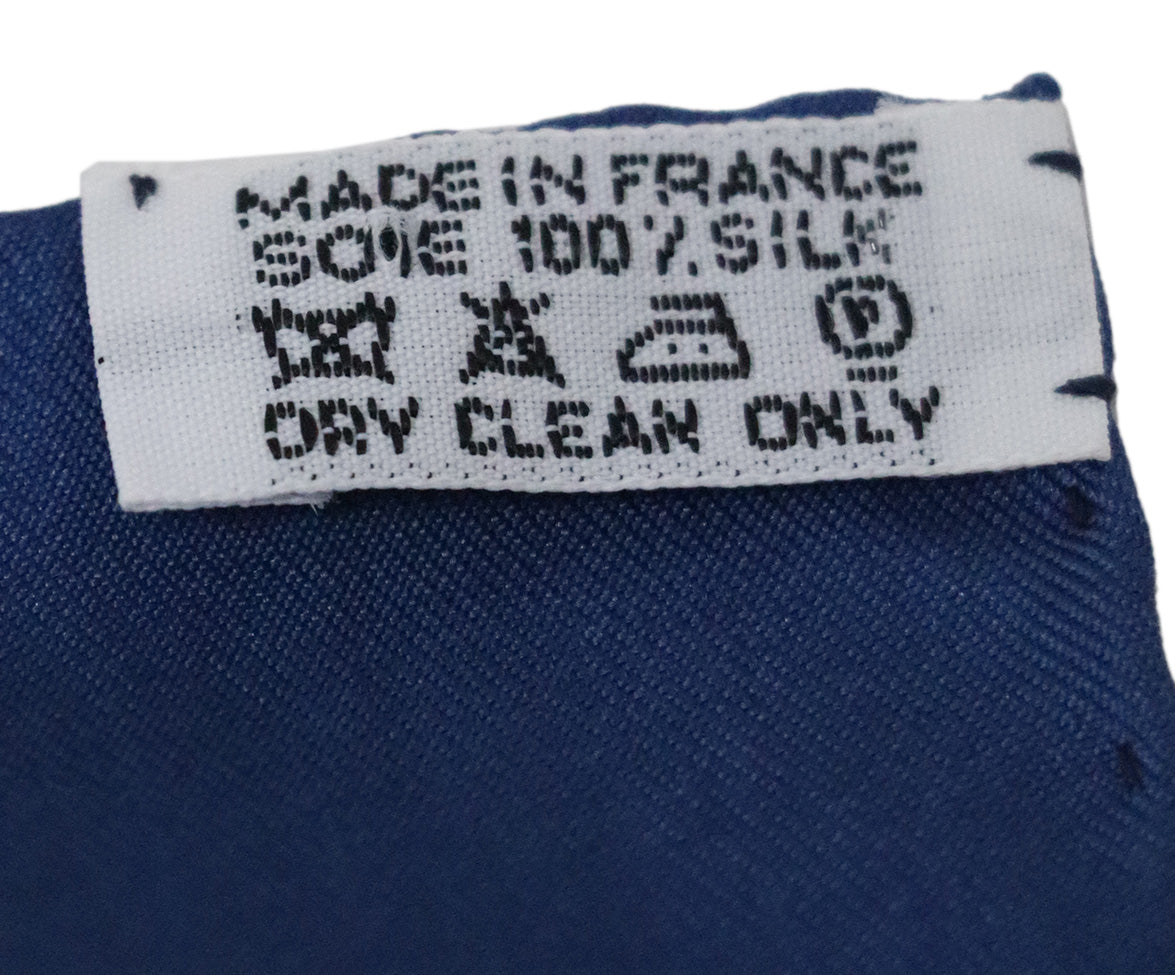 MADE IN FRANCE
SOIE 100% SILK
DRY CLEAN ONLY